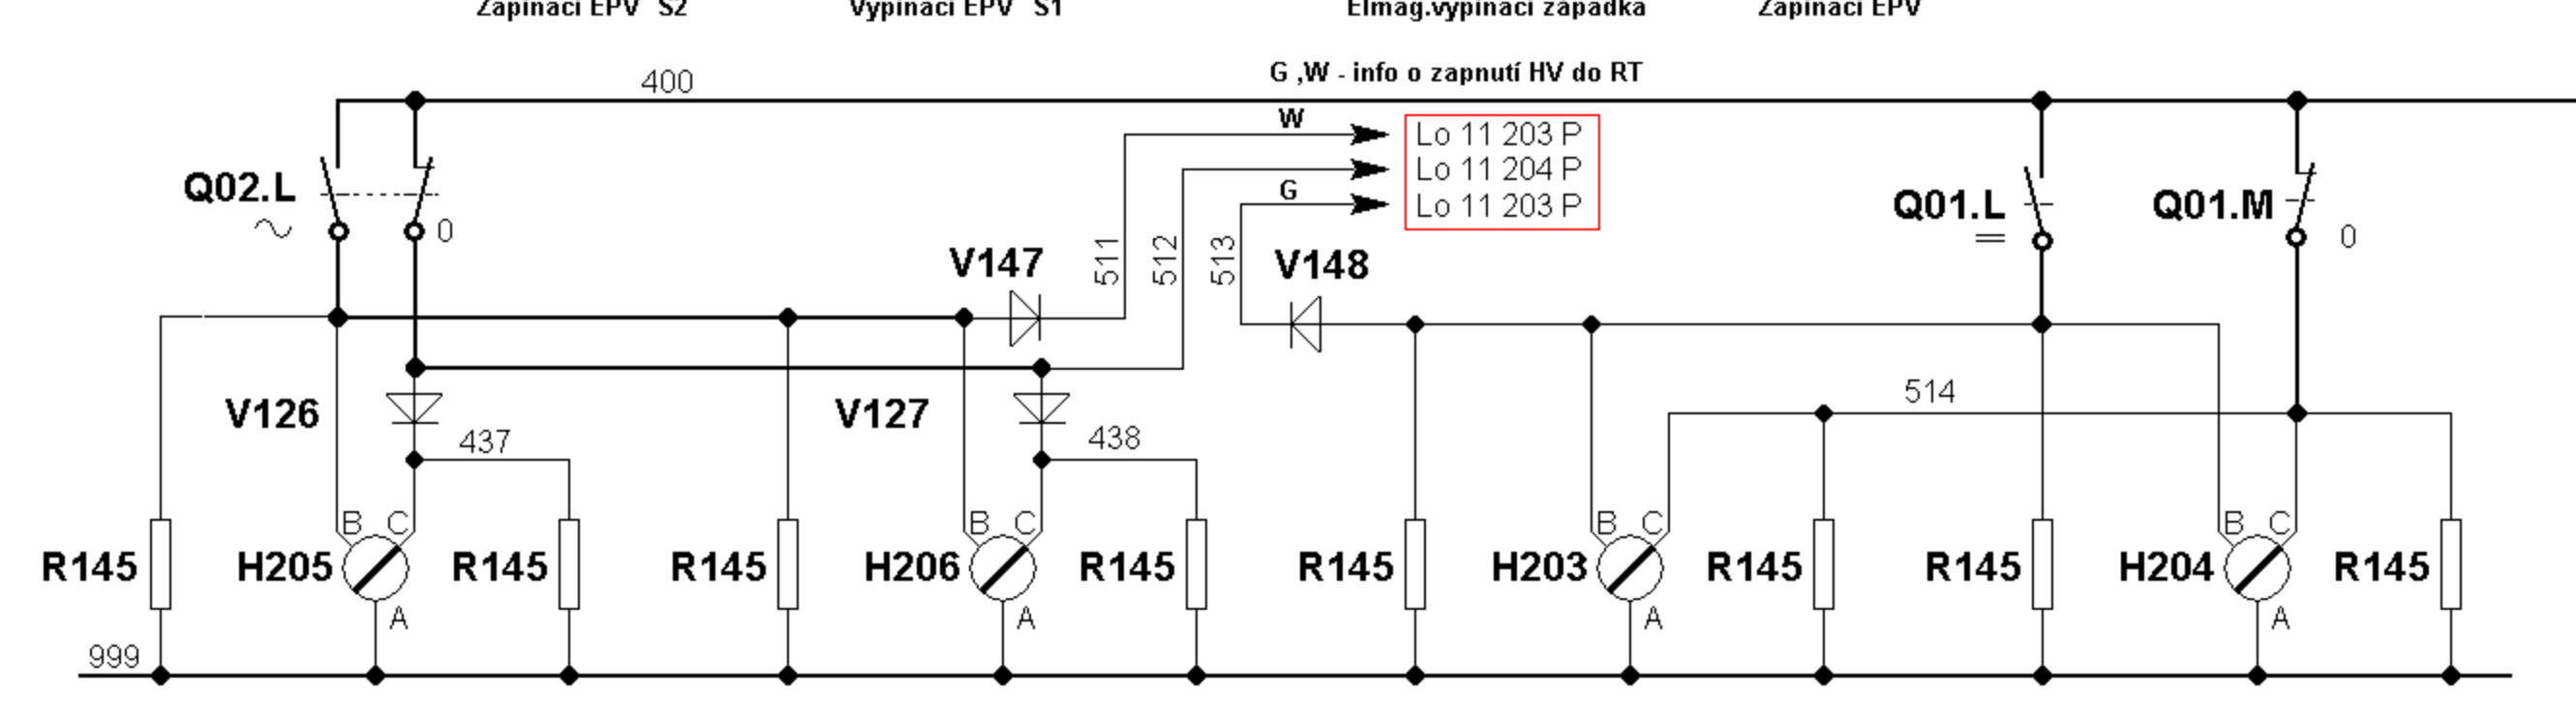 Zapínací EPV S2 Vypínací EPV S1 Elmag.vypínací západka Zapínací EPV
G ,W - info o zapnutí HV do RT
400
W
Lo 11 203 P
Lo 11 204 P
G
Lo 11 203 P
Q02.L
0
Q01.L
Q01.M
0
V147
511
512
513
V148
V126
V127
514
437
438
B C
B C
B C
B C
R145 H205 R145 R145 H206 R145 R145 H203 R145 R145 H204 R145
A
A
A
A
999